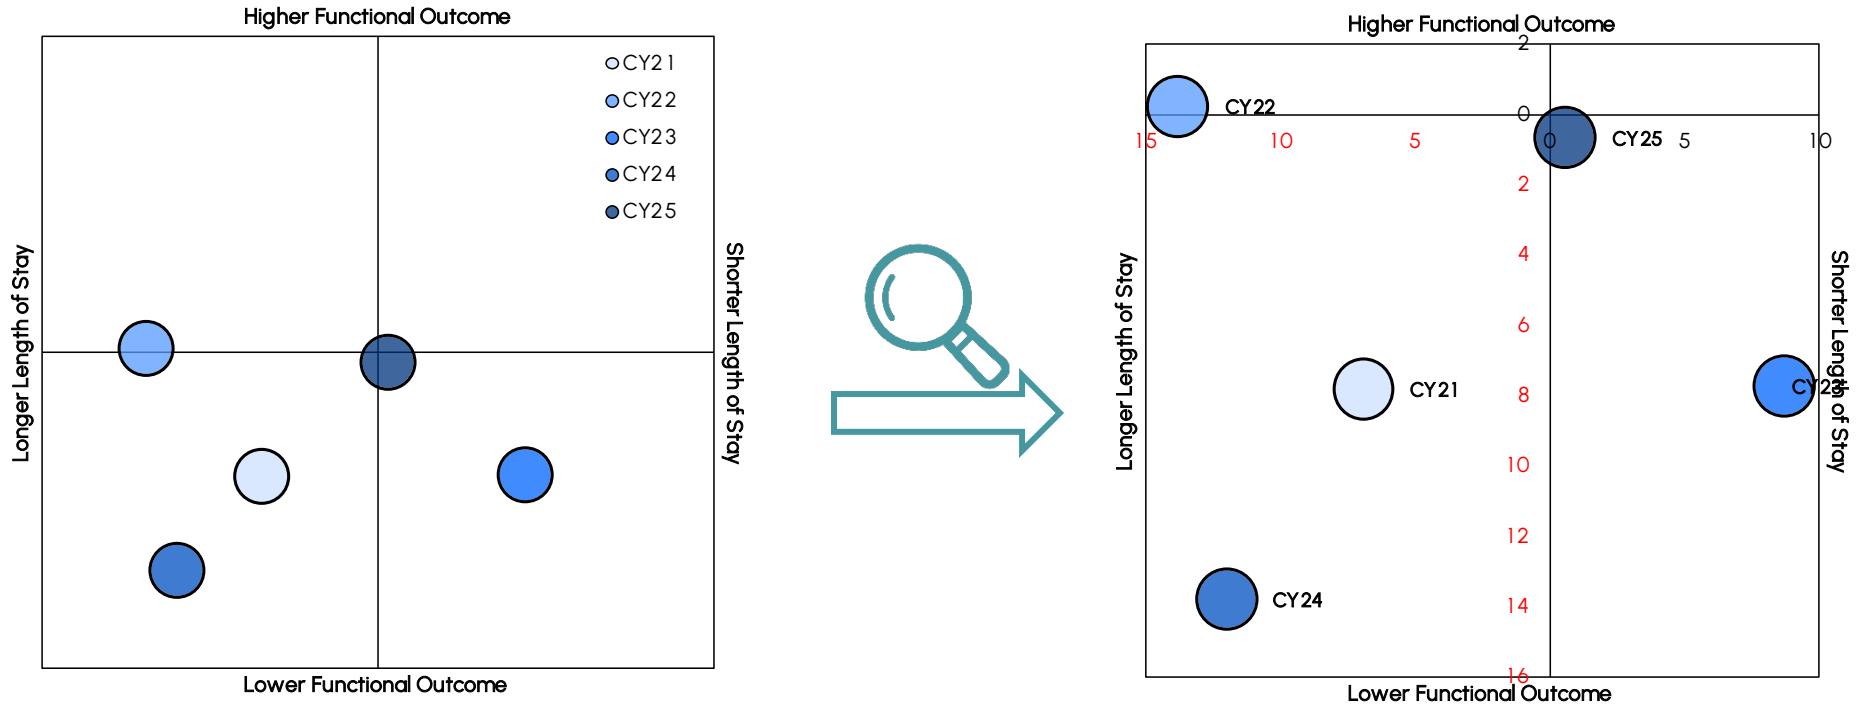 Higher Functional Outcome
CY21
CY22
CY23
CY24
CY25
Longer Length of Stay
Shorter Length of Stay
Lower Functional Outcome
Higher Functional Outcome
2
CY22
0
15
10
5
0
CY25
5
10
2
4
6
Longer Length of Stay
Shorter Length of Stay
CY21
8
CY23
10
12
CY24
14
16
Lower Functional Outcome